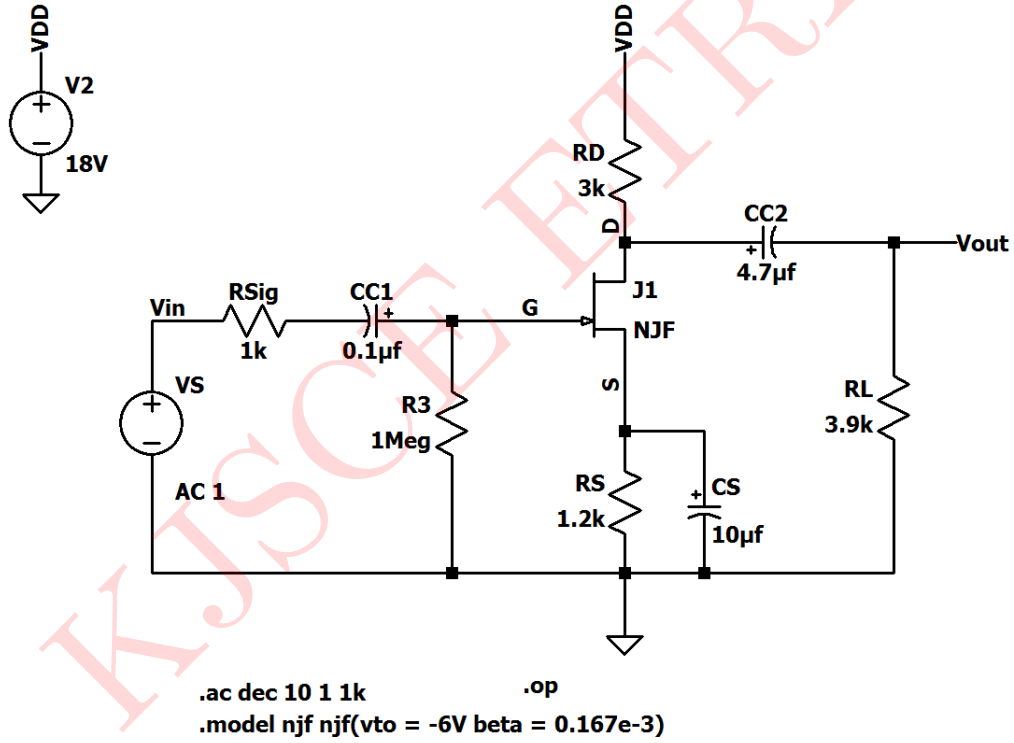 VDD
V2
18V
VDD
RD
3k
D
CC2
4.7µf
Vout
J1
NJF
Vin
RSig
1k
CC1
0.1µf
G
VS
AC 1
R3
1Meg
S
RS
1.2k
CS
10µf
RL
3.9k
.ac dec 10 1 1k
.op
.model njf njf(vto = -6V beta = 0.167e-3)
KJSCE ETR